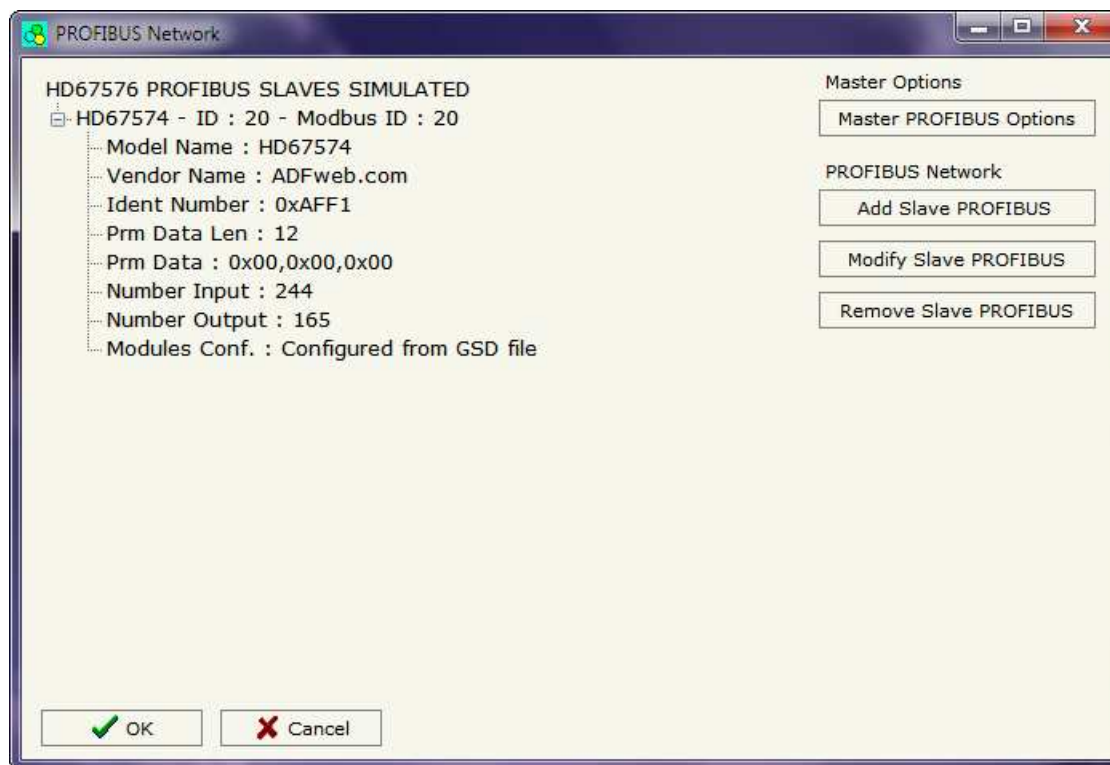 PROFIBUS Network
HD67576 PROFIBUS SLAVES SIMULATED
HD67574 - ID : 20 - Modbus ID : 20
Model Name : HD67574
Vendor Name : ADFweb.com
Ident Number : 0xAFF1
Prm Data Len : 12
Prm Data : 0x00,0x00,0x00
Number Input : 244
Number Output : 165
Modules Conf. : Configured from GSD file
Master Options
Master PROFIBUS Options
PROFIBUS Network
Add Slave PROFIBUS
Modify Slave PROFIBUS
Remove Slave PROFIBUS
OK
Cancel